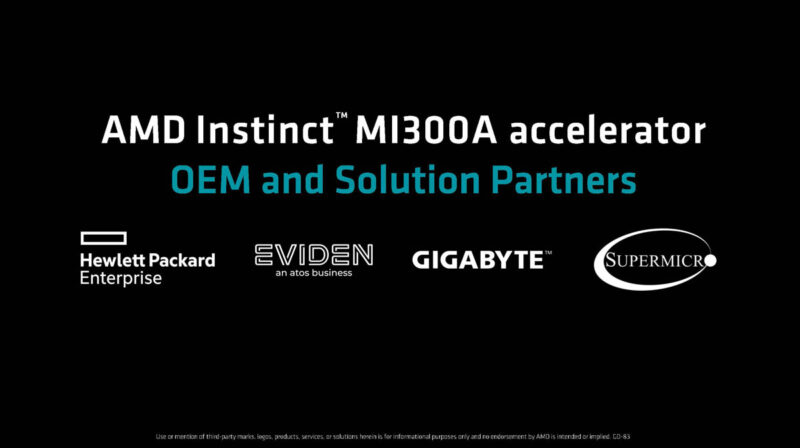 AMD Instinct™ MI300A accelerator
OEM and Solution Partners
Hewlett Packard
Enterprise
EVIDEN
an atos business
GIGABYTE™
SUPERMICRO
Use or mention of third-party marks, logos, products, services, or solutions herein is for informational purposes only and no endorsement by AMD is intended or implied. GD-83